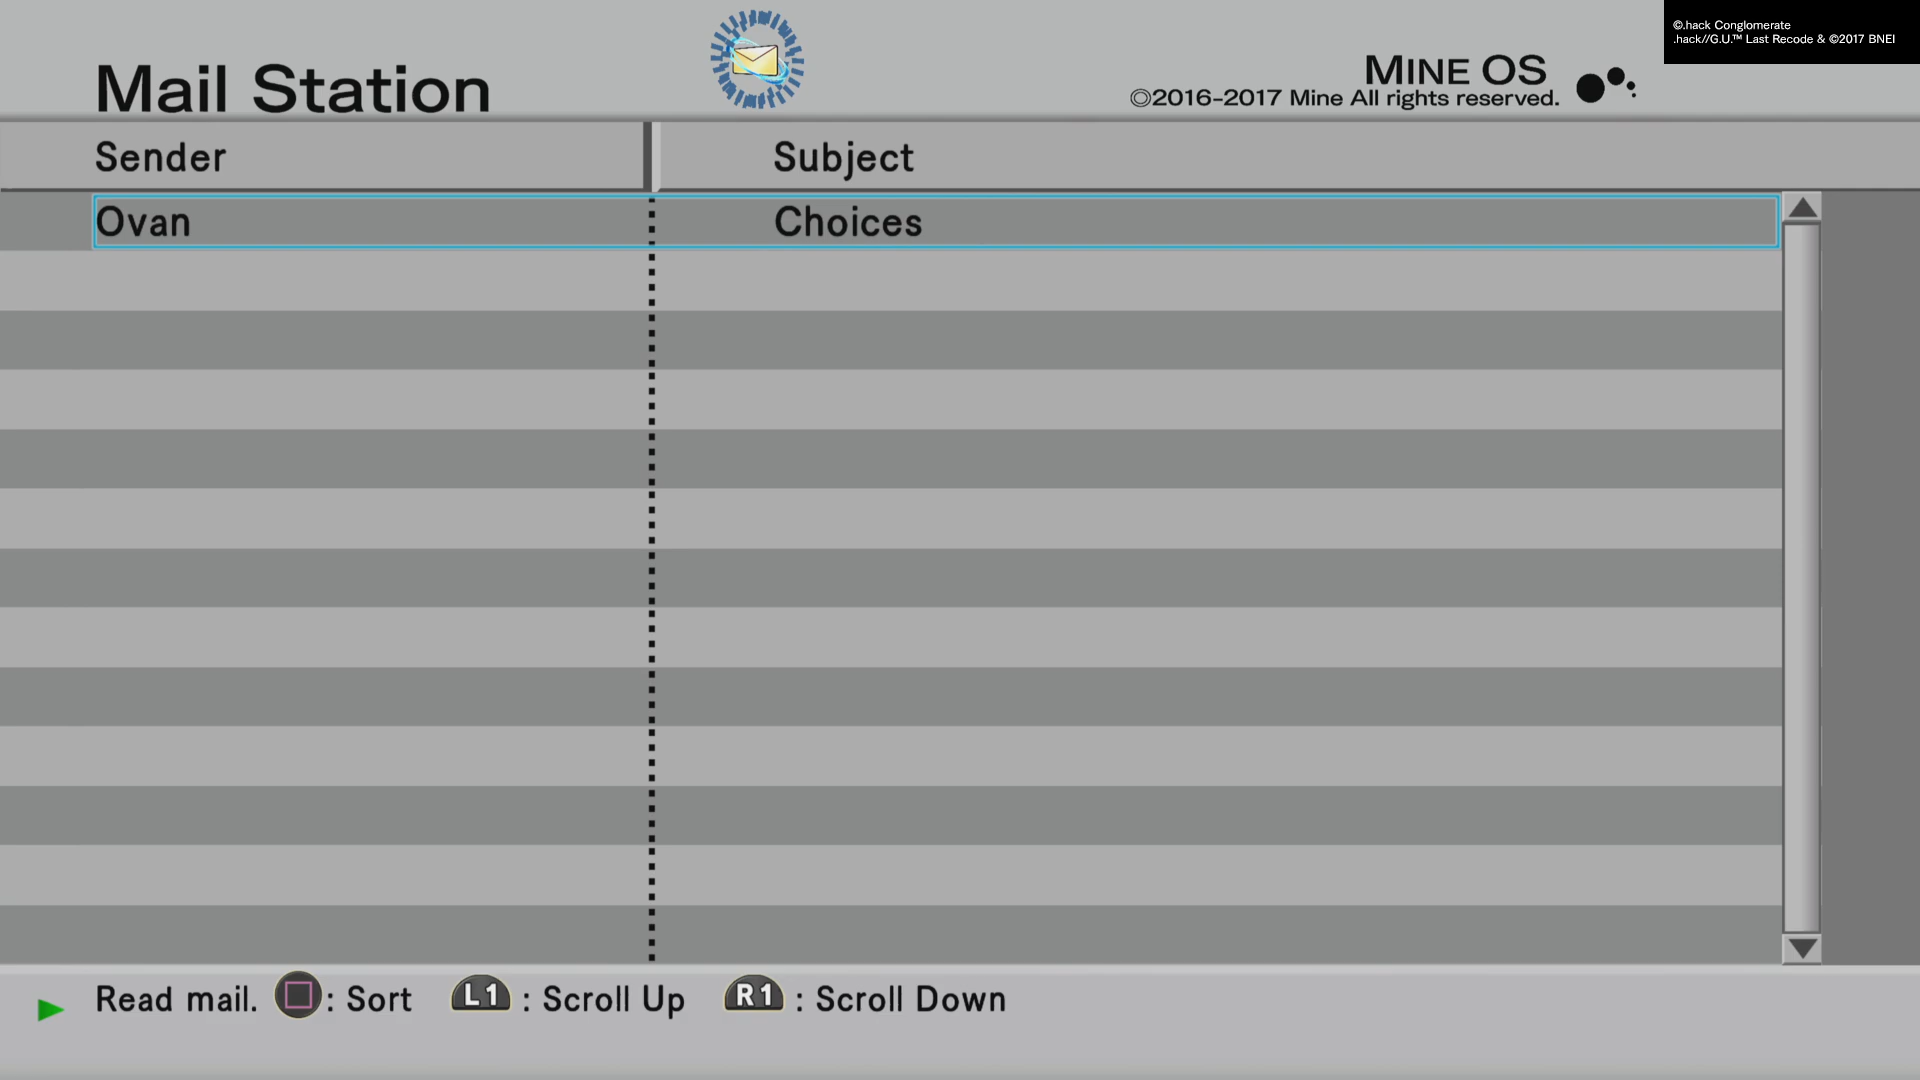 ©.hack Conglomerate
.hack//G.U.™ Last Recode & ©2017 BNEI
Mail Station
MINE OS
©2016-2017 Mine All rights reserved.
Sender Subject
Ovan Choices
Read mail. : Sort L1 : Scroll Up R1 : Scroll Down